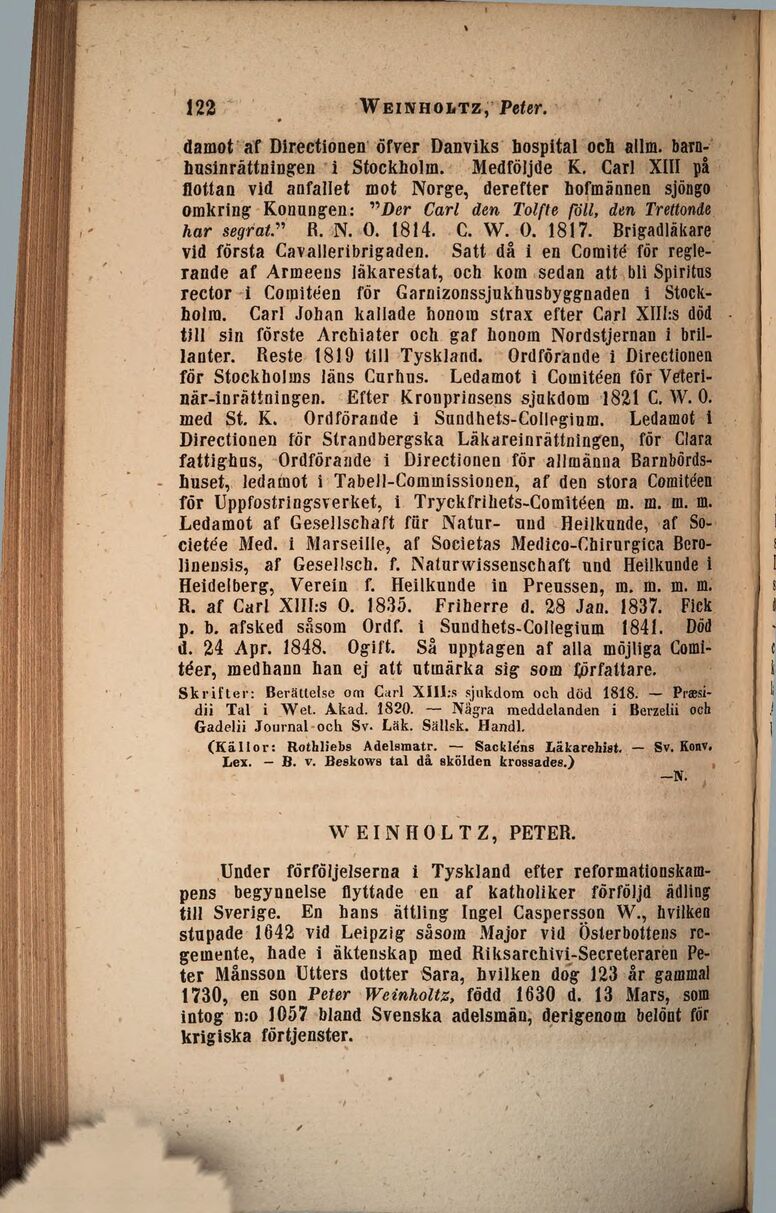 122 WEINHOLTZ, Peter.
damot af Directionen öfver Danviks hospital och allm. barn-
husinrättningen i Stockholm. Medföljde K. Carl XIII på
flottan vid anfallet mot Norge, derefter hofmännen sjöngo
omkring Konungen: ”Der Carl den Tolfte föll, den Trettonde
har segrat.” R. N. O. 1814. C. W. O. 1817. Brigadläkare
vid första Cavalleribrigaden. Satt då i en Comité för regle-
rande af Armeens läkarestat, och kom sedan att bli Spiritus
rector i Comitéen för Garnizonssjukhusbyggnaden i Stock-
holm. Carl Johan kallade honom strax efter Carl XIII:s död
till sin förste Archiater och gaf honom Nordstjernan i bril-
lanter. Reste 1819 till Tyskland. Ordförande i Directionen
för Stockholms läns Curhus. Ledamot i Comitéen för Veteri-
när-inrättningen. Efter Kronprinsens sjukdom 1821 C. W. O.
med St. K. Ordförande i Sundhets-Collegium. Ledamot i
Directionen för Strandbergska Läkareinrättningen, för Clara
fattighus, Ordförande i Directionen för allmänna Barnbörds-
huset, ledamot i Tabell-Commissionen, af den stora Comitéen
för Uppfostringsverket, i Tryckfrihets-Comitéen m. m. m. m.
Ledamot af Gesellschaft für Natur- und Heilkunde, af So-
cietée Med. i Marseille, af Societas Medico-Chirurgica Bero-
linensis, af Gesellsch. f. Naturwissenschaft und Heilkunde i
Heidelberg, Verein f. Heilkunde in Preussen, m. m. m. m.
R. af Carl XIII:s O. 1835. Friherre d. 28 Jan. 1837. Fick
p. b. afsked såsom Ordf. i Sundhets-Collegium 1841. Död
d. 24 Apr. 1848. Ogift. Så upptagen af alla möjliga Comi-
téer, medhann han ej att utmärka sig som författare.
Skrifter: Berättelse om Carl XIII:s sjukdom och död 1818. — Præsi-
dii Tal i Wet. Akad. 1820. — Några meddelanden i Berzelii och
Gadelii Journal och Sv. Läk. Sällsk. Handl.
(Källor: Rothliebs Adelsmatr. — Sackléns Läkarehist. — Sv. Konv.
Lex. — B. v. Beskows tal då skölden krossades.)
—N.
WEINHOLTZ, PETER.
Under förföljelserna i Tyskland efter reformationskam-
pens begynnelse flyttade en af katholiker förföljd ädling
till Sverige. En hans ättling Ingel Caspersson W., hvilken
stupade 1642 vid Leipzig såsom Major vid Österbottens re-
gemente, hade i äktenskap med Riksarchivi-Secreteraren Pe-
ter Månsson Utters dotter Sara, hvilken dog 123 år gammal
1730, en son Peter Weinholtz, född 1630 d. 13 Mars, som
intog n:o 1057 bland Svenska adelsmän, derigenom belönt för
krigiska förtjenster.